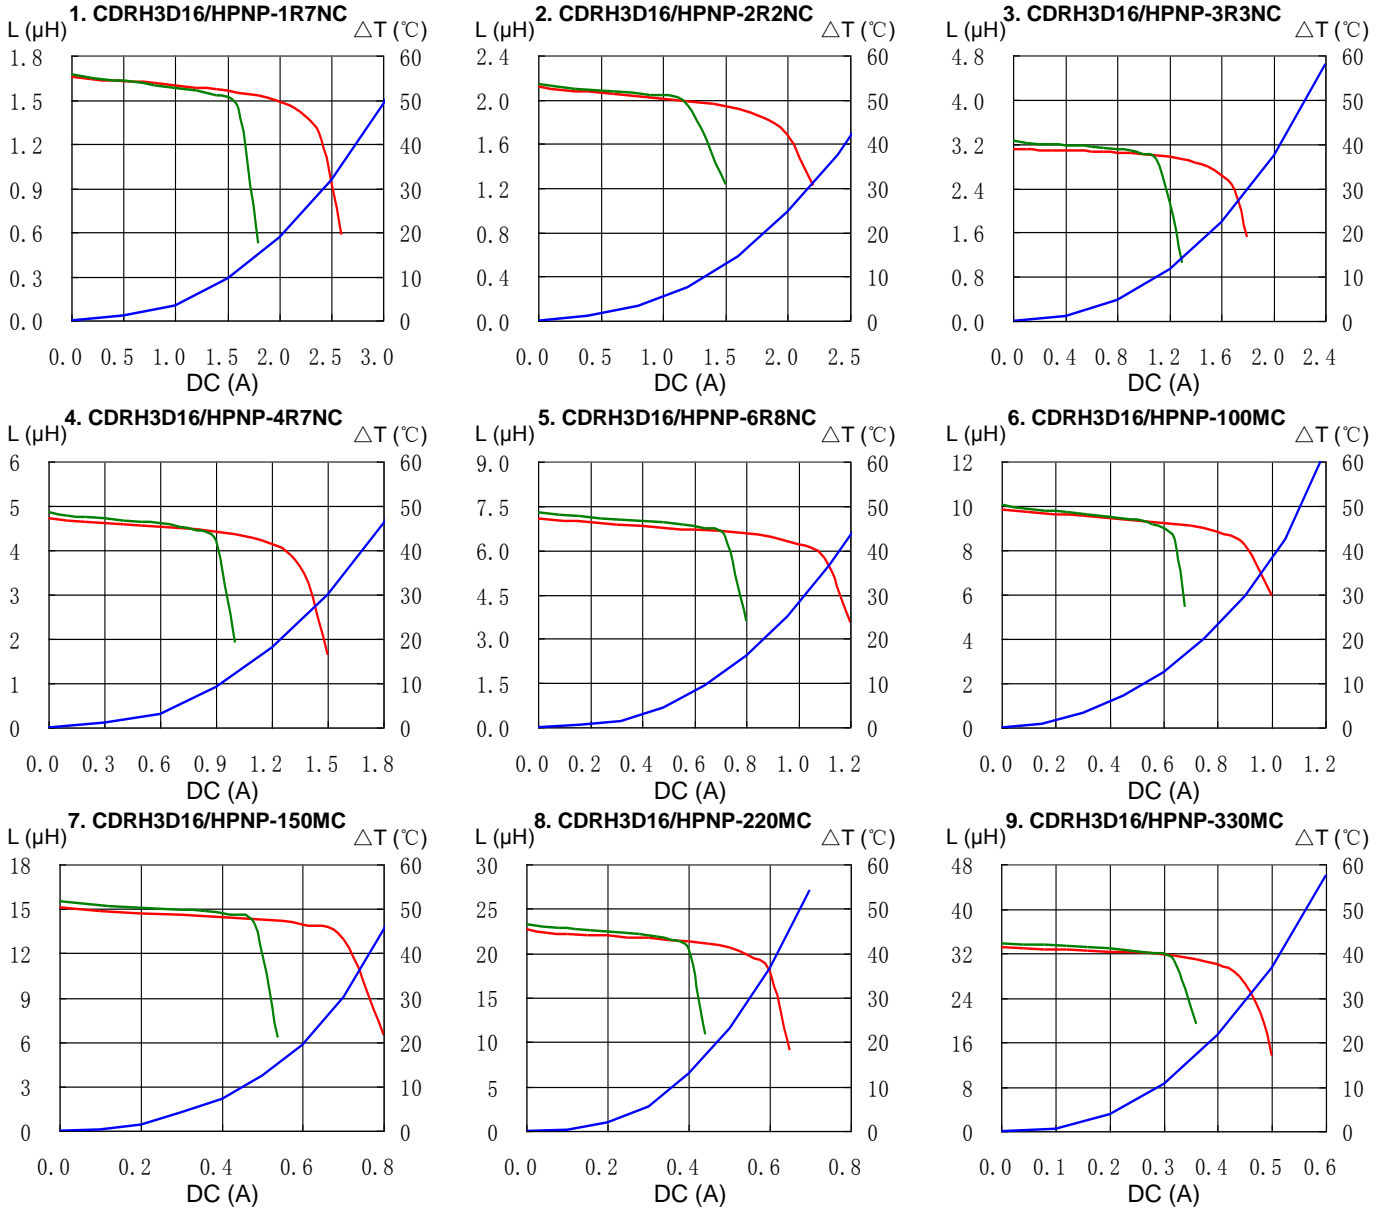 1. CDRH3D16/HPNP-1R7NC
L (μH)
△T (℃)
1.8
1.5
1.2
0.9
0.6
0.3
0.0
60
50
40
30
20
10
0
0.0 0.5 1.0 1.5 2.0 2.5 3.0
DC (A)
2. CDRH3D16/HPNP-2R2NC
L (μH)
△T (℃)
2.4
2.0
1.6
1.2
0.8
0.4
0.0
60
50
40
30
20
10
0
0.0 0.5 1.0 1.5 2.0 2.5
DC (A)
3. CDRH3D16/HPNP-3R3NC
L (μH)
△T (℃)
4.8
4.0
3.2
2.4
1.6
0.8
0.0
60
50
40
30
20
10
0
0.0 0.4 0.8 1.2 1.6 2.0 2.4
DC (A)
4. CDRH3D16/HPNP-4R7NC
L (μH)
△T (℃)
6
5
4
3
2
1
0
60
50
40
30
20
10
0
0.0 0.3 0.6 0.9 1.2 1.5 1.8
DC (A)
5. CDRH3D16/HPNP-6R8NC
L (μH)
△T (℃)
9.0
7.5
6.0
4.5
3.0
1.5
0.0
60
50
40
30
20
10
0
0.0 0.2 0.4 0.6 0.8 1.0 1.2
DC (A)
6. CDRH3D16/HPNP-100MC
L (μH)
△T (℃)
12
10
8
6
4
2
0
60
50
40
30
20
10
0
0.0 0.2 0.4 0.6 0.8 1.0 1.2
DC (A)
7. CDRH3D16/HPNP-150MC
L (μH)
△T (℃)
18
15
12
9
6
3
0
60
50
40
30
20
10
0
0.0 0.2 0.4 0.6 0.8
DC (A)
8. CDRH3D16/HPNP-220MC
L (μH)
△T (℃)
30
25
20
15
10
5
0
60
50
40
30
20
10
0
0.0 0.2 0.4 0.6 0.8
DC (A)
9. CDRH3D16/HPNP-330MC
L (μH)
△T (℃)
48
40
32
24
16
8
0
60
50
40
30
20
10
0
0.0 0.1 0.2 0.3 0.4 0.5 0.6
DC (A)